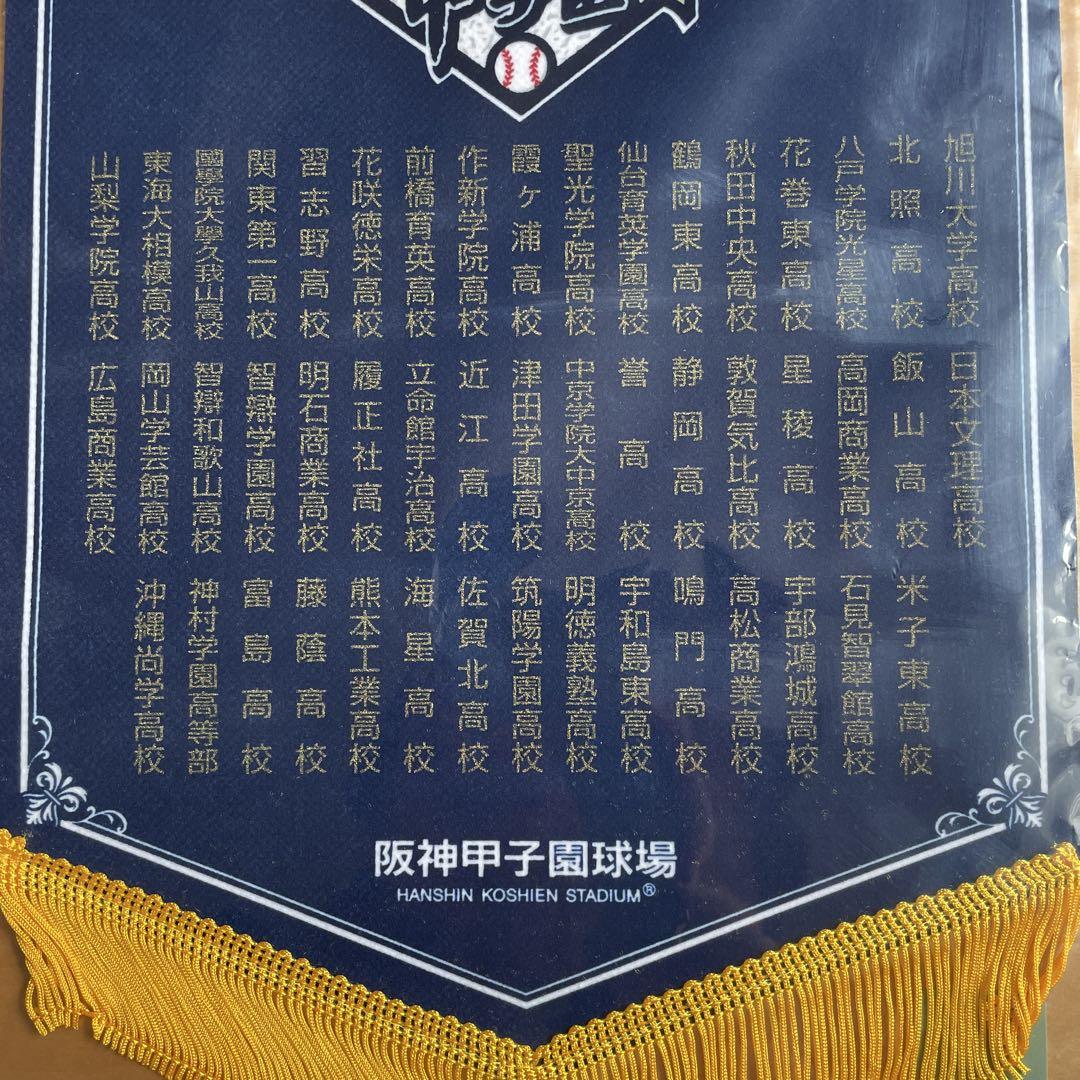 甲子園
旭川大学高校
北照高校
八戸学院光星高校
花巻東高校
秋田中央高校
鶴岡東高校
仙台育英学園高校
聖光学院高校
霞ヶ浦高校
作新学院高校
前橋育英高校
花咲徳栄高校
習志野高校
関東第一高校
國學院大學久我山高校
東海大相模高校
山梨学院高校
日本文理高校
飯山高校
高岡商業高校
星稜高校
敦賀気比高校
静岡高校
誉高校
中京学院大中京高校
津田学園高校
近江高校
立命館宇治高校
履正社高校
明石商業高校
智辯学園高校
智辯和歌山高校
岡山学芸館高校
広島商業高校
米子東高校
石見智翠館高校
宇部鴻城高校
高松商業高校
鳴門高校
宇和島東高校
明徳義塾高校
筑陽学園高校
佐賀北高校
海星高校
熊本工業高校
藤蔭高校
富島高校
神村学園高等部
沖縄尚学高校
阪神甲子園球場
HANSHIN KOSHIEN STADIUM®